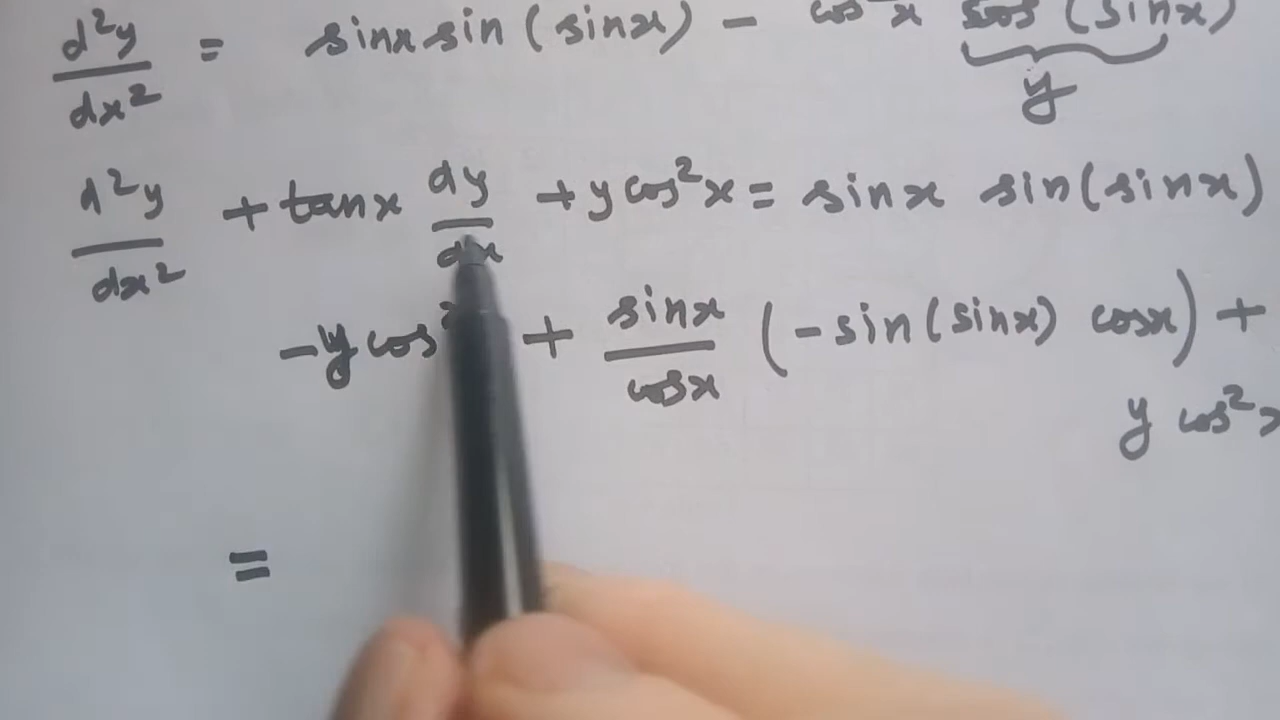 d²y/dx² = sinx sin(sinx) - cos²x cos(sinx)
y
d²y/dx² + tanx dy/dx + y cos²x = sinx sin(sinx)
-y cos² + sinx/cosx (-sin(sinx) cosx) +
y cos²x
=